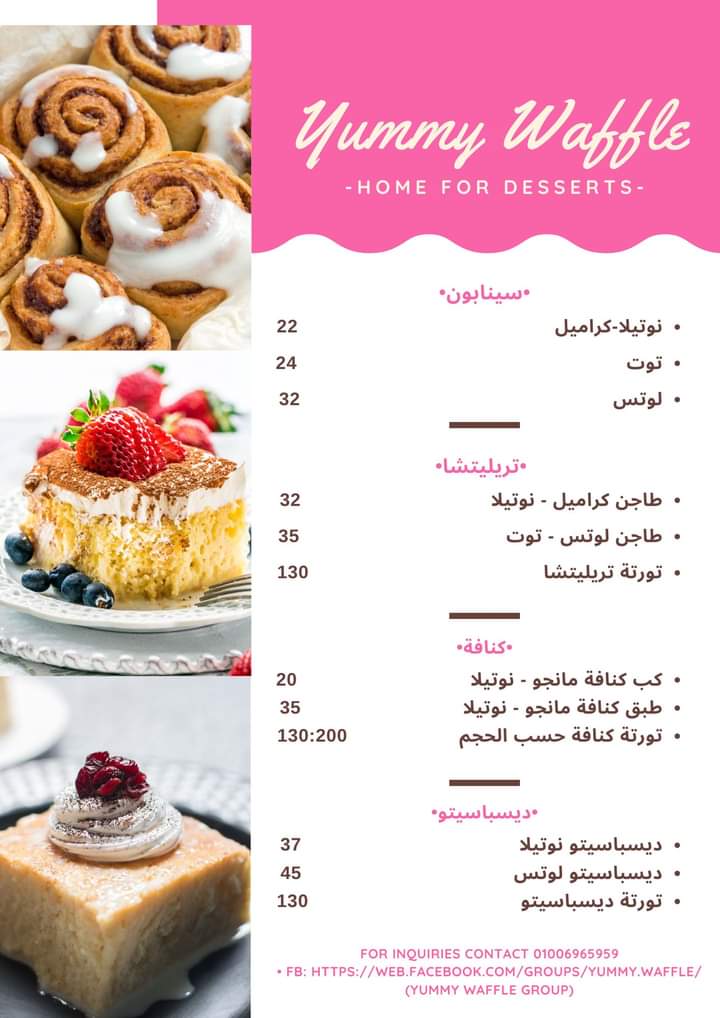 Yummy Waffle
-HOME FOR DESSERTS-
•سينابون•
• نوتيلا-كراميل 22
• توت 24
• لوتس 32
•تريليتشا•
• طاجن كراميل - نوتيلا 32
• طاجن لوتس - توت 35
• تورتة تريليتشا 130
•كنافة•
• كب كنافة مانجو - نوتيلا 20
• طبق كنافة مانجو - نوتيلا 35
• تورتة كنافة حسب الحجم 130:200
•ديسباسيتو•
• ديسباسيتو نوتيلا 37
• ديسباسيتو لوتس 45
• تورتة ديسباسيتو 130
FOR INQUIRIES CONTACT 01006965959
• FB: HTTPS://WEB.FACEBOOK.COM/GROUPS/YUMMY.WAFFLE/
(YUMMY WAFFLE GROUP)